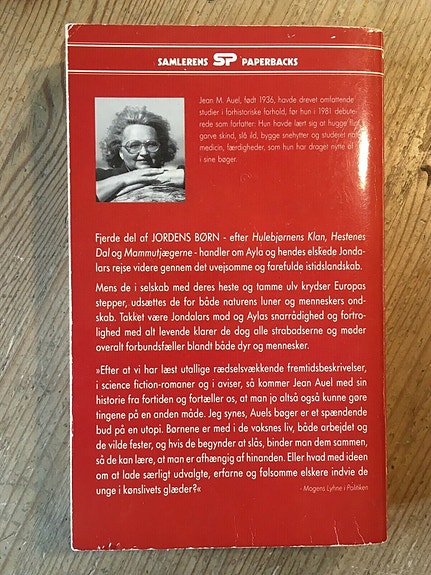 SAMLERENS SP PAPERBACKS
Jean M. Auel, født 1936, havde drevet omfattende
studier i forhistoriske forhold, før hun i 1981 debute-
rede som forfatter: Hun havde lært sig at hugge flint,
garve skind, slå ild, bygge snehytter og studeret natur-
medicin, færdigheder, som hun har draget nytte af
i sine bøger.
Fjerde del af JORDENS BØRN - efter Hulebjørnens Klan, Hestenes
Dal og Mammutjægerne - handler om Ayla og hendes elskede Jonda-
lars rejse videre gennem det uvejsomme og farefulde istidslandskab.
Mens de i selskab med deres heste og tamme ulv krydser Europas
stepper, udsættes de for både naturens luner og menneskers ond-
skab. Takket være Jondalars mod og Aylas snarrådighed og fortro-
lighed med alt levende klarer de dog alle strabadserne og møder
overalt forbundsfæller blandt både dyr og mennesker.
»Efter at vi har læst utallige rædselsvækkende fremtidsbeskrivelser,
i science fiction-romaner og i aviser, så kommer Jean Auel med sin
historie fra fortiden og fortæller os, at man jo altså også kunne gøre
tingene på en anden måde. Jeg synes, Auels bøger er et spændende
bud på en utopi. Børnene er med i de voksnes liv, både arbejdet og
de vilde fester, og hvis de begynder at slås, binder man dem sammen,
så de kan lære, at man er afhængig af hinanden. Eller hvad med ideen
om at lade særligt udvalgte, erfarne og følsomme elskere indvie de
unge i kønslivets glæder?«
- Mogens Lyhne i Politiken